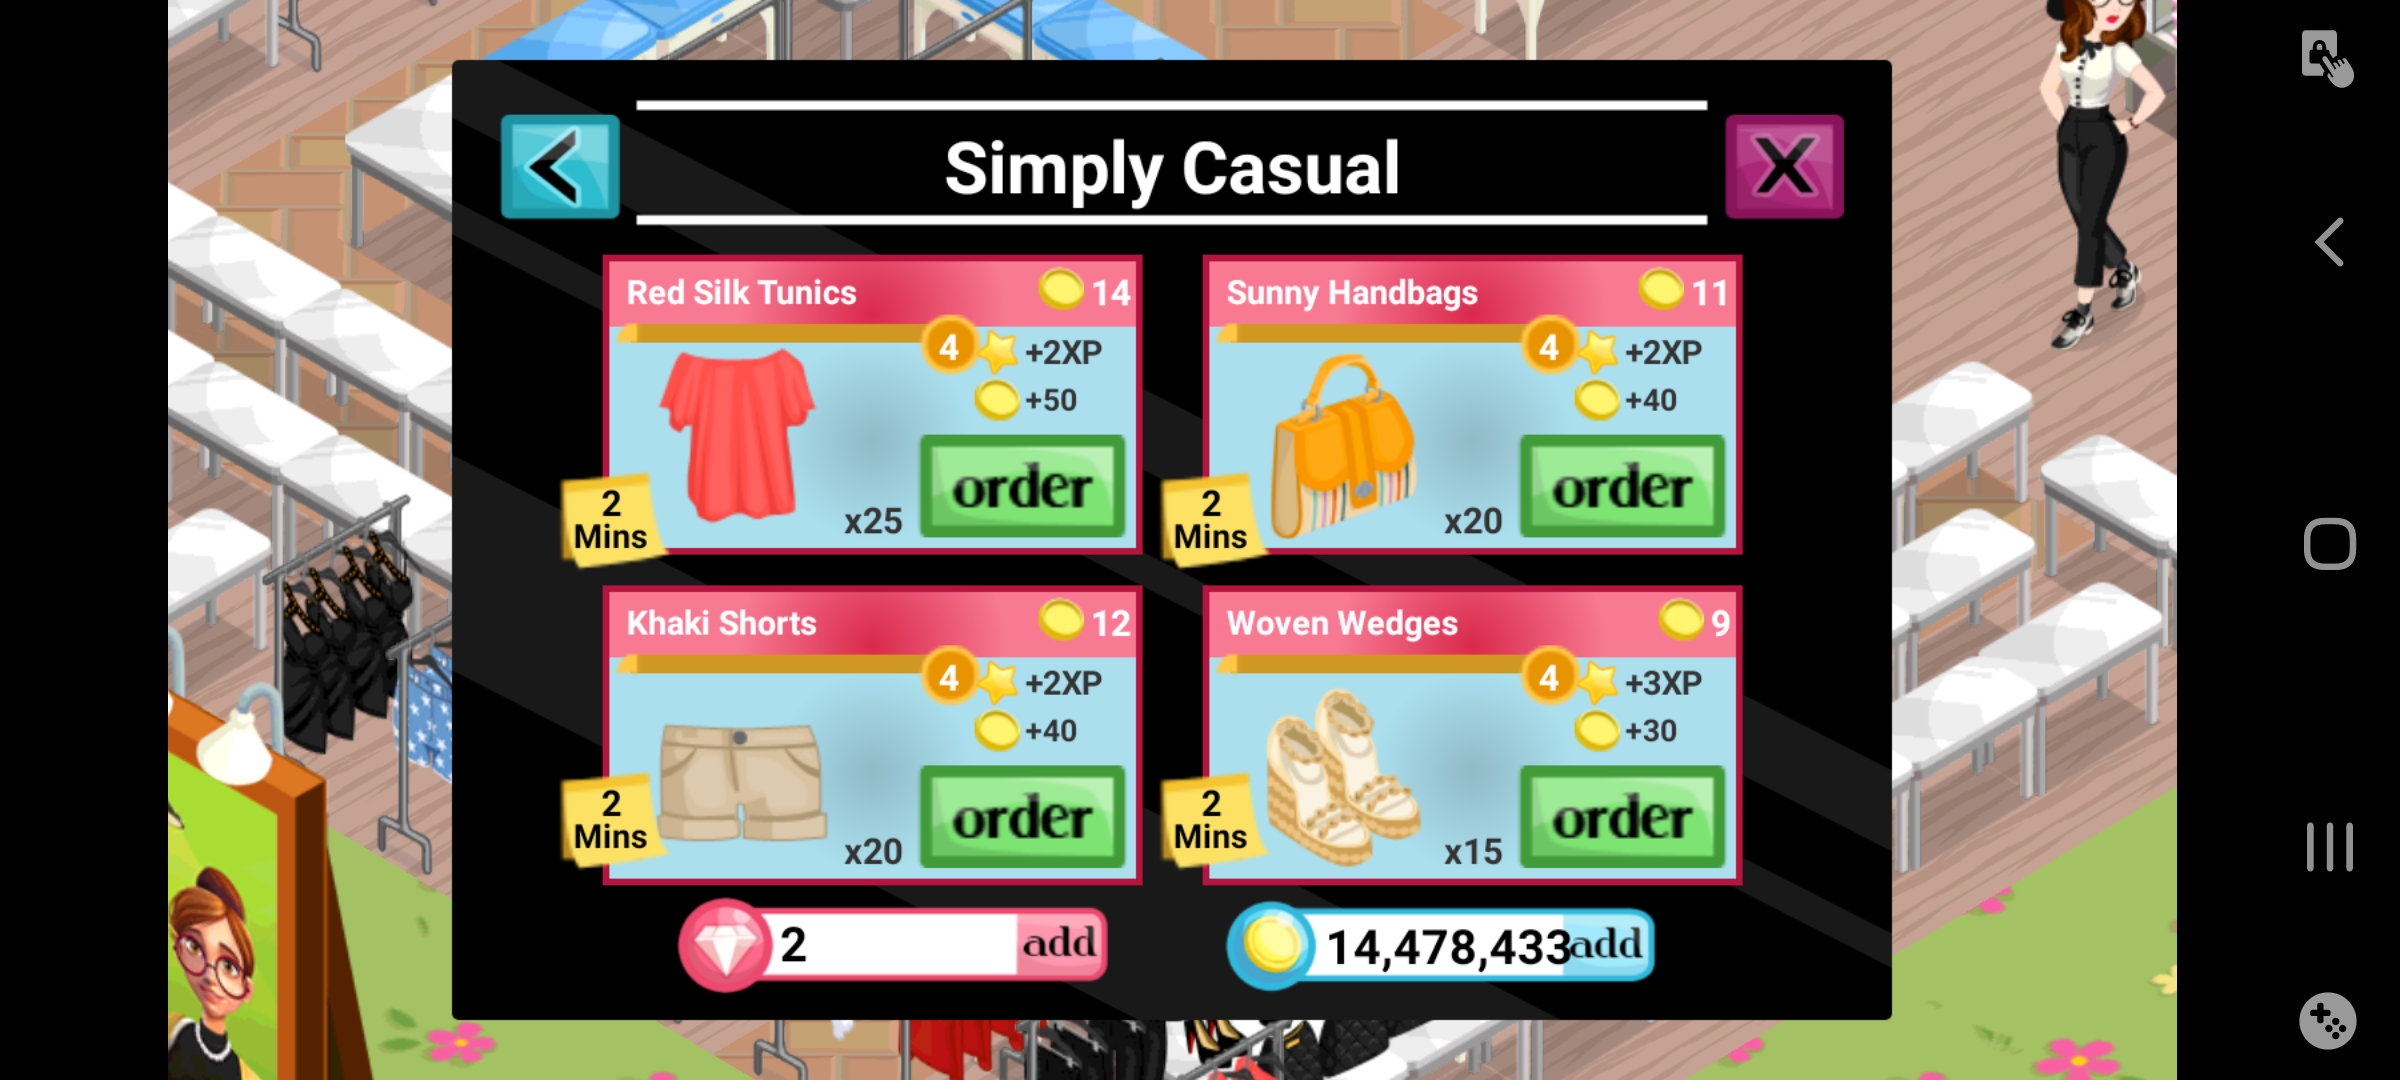 Simply Casual
X
Red Silk Tunics 14
4 +2XP
+50
2
Mins
x25
order
Sunny Handbags 11
4 +2XP
+40
2
Mins
x20
order
Khaki Shorts 12
4 +2XP
+40
2
Mins
x20
order
Woven Wedges 9
4 +3XP
+30
2
Mins
x15
order
2 add
14,478,433 add